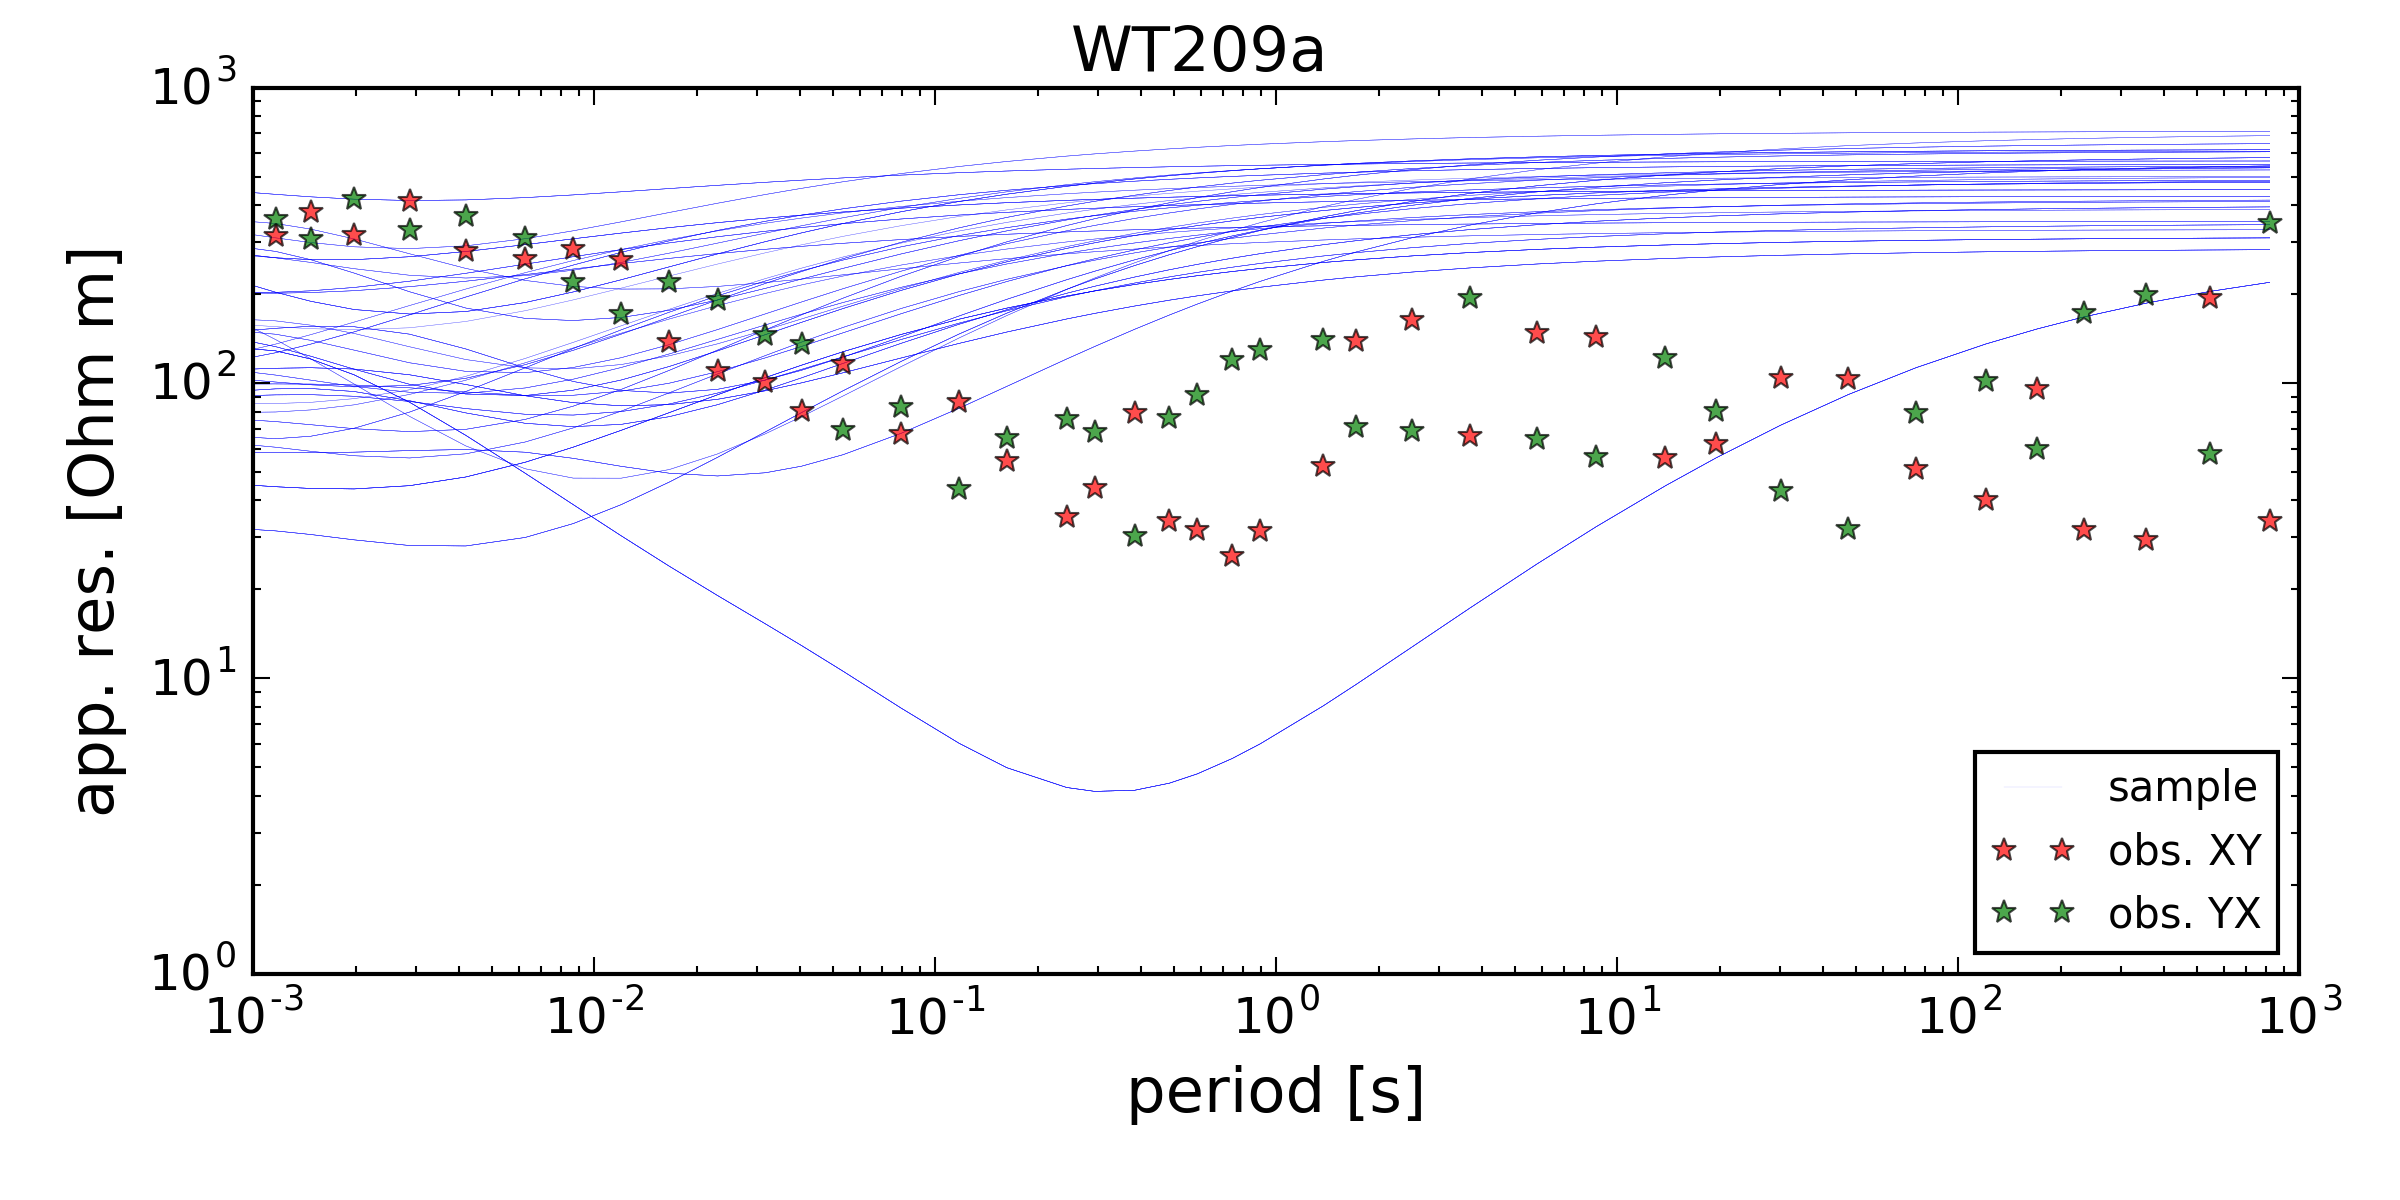 WT209a
app. res. [Ohm m]
10^3
10^2
10^1
10^0
10^-3 10^-2 10^-1 10^0 10^1 10^2 10^3
period [s]
sample
obs. XY
obs. YX